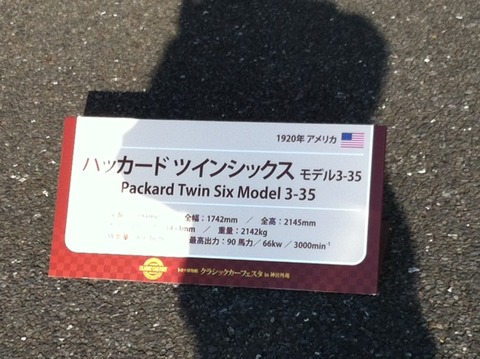 1920年 アメリカ
パッカード ツインシックス モデル3-35
Packard Twin Six Model 3-35
全幅：1742mm ／ 全高：2145mm
mm ／ 重量：2142kg
最高出力：90 馬力／ 66kw ／ 3000min⁻¹
クラシックカーフェスタ in 神宮外苑